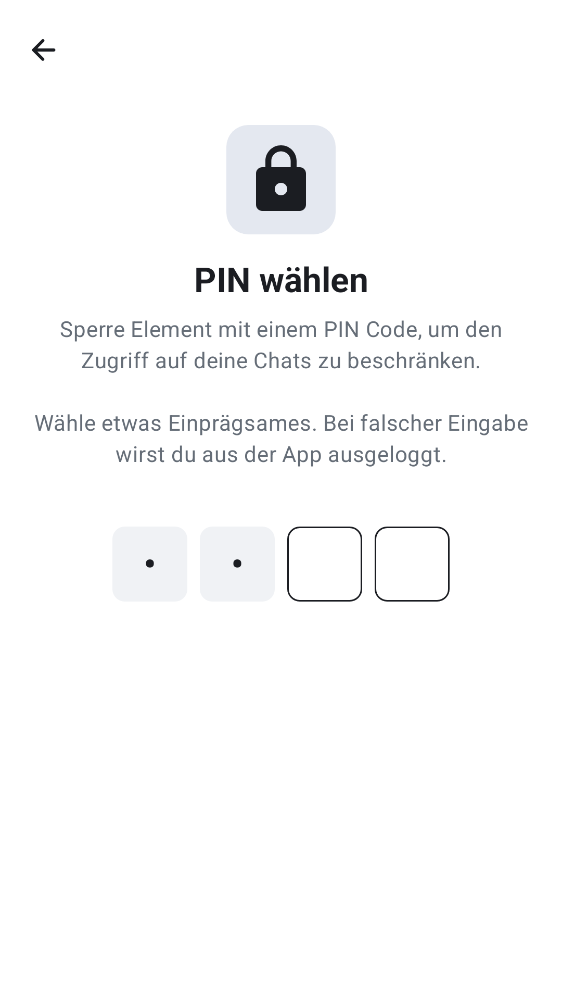 PIN wählen
Sperre Element mit einem PIN Code, um den
Zugriff auf deine Chats zu beschränken.
Wähle etwas Einprägsames. Bei falscher Eingabe
wirst du aus der App ausgeloggt.